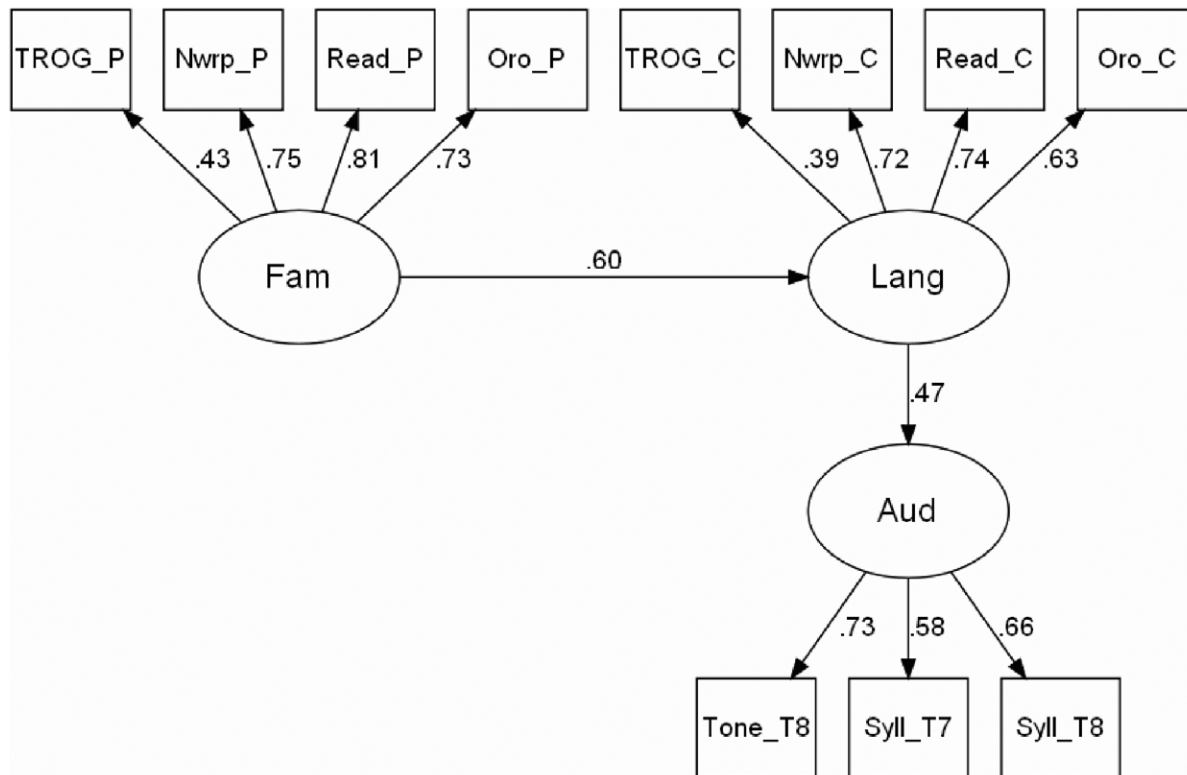 TROG_P
Nwrp_P
Read_P
Oro_P
TROG_C
Nwrp_C
Read_C
Oro_C
.43
.75
.81
.73
.39
.72
.74
.63
Fam
.60
Lang
.47
Aud
.73
.58
.66
Tone_T8
Syll_T7
Syll_T8